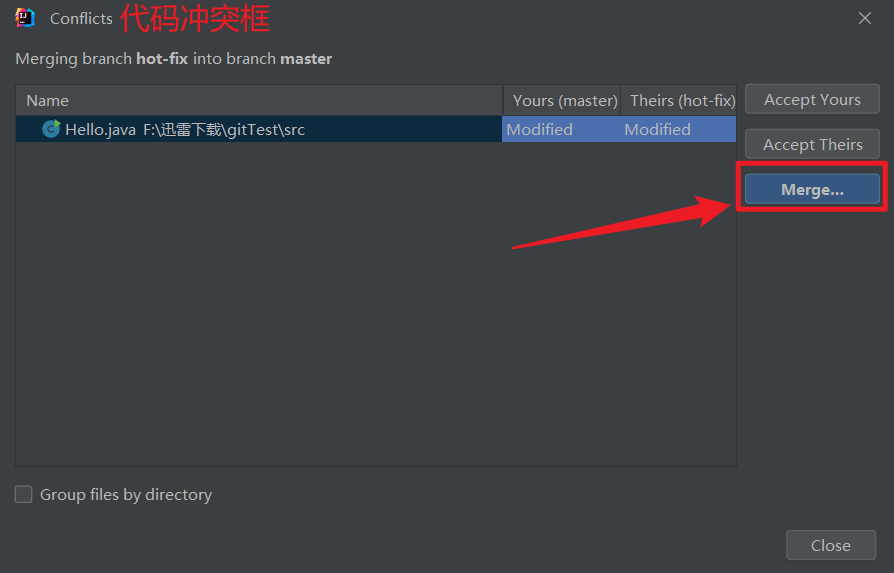 Conflicts 代码冲突框
Merging branch hot-fix into branch master
Name Yours (master) Theirs (hot-fix)
Hello.java F:\迅雷下载\gitTest\src Modified Modified
Accept Yours
Accept Theirs
Merge...
Group files by directory
Close